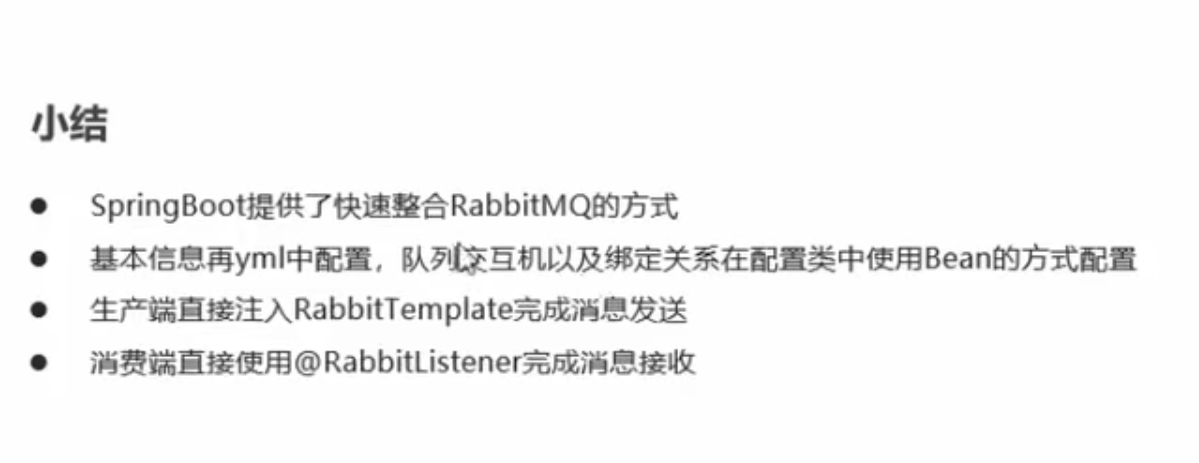 小结
● SpringBoot提供了快速整合RabbitMQ的方式
● 基本信息再yml中配置，队列交互机以及绑定关系在配置类中使用Bean的方式配置
● 生产端直接注入RabbitTemplate完成消息发送
● 消费端直接使用@RabbitListener完成消息接收